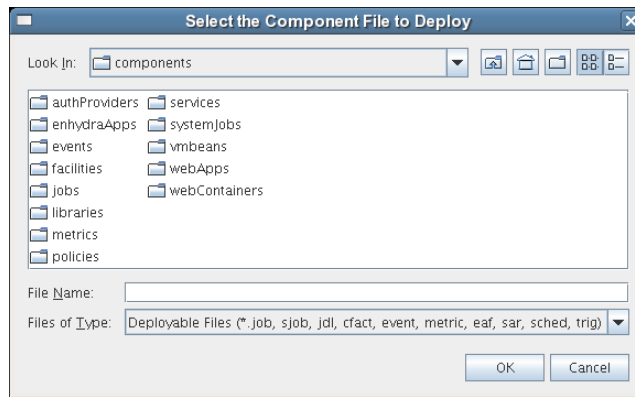 Select the Component File to Deploy
Look In: components
authProviders services
enhydraApps systemJobs
events vmbeans
facilities webApps
jobs webContainers
libraries
metrics
policies
File Name:
Files of Type: Deployable Files (*.job, sjob, jdl, cfact, event, metric, eaf, sar, sched, trig)
OK Cancel